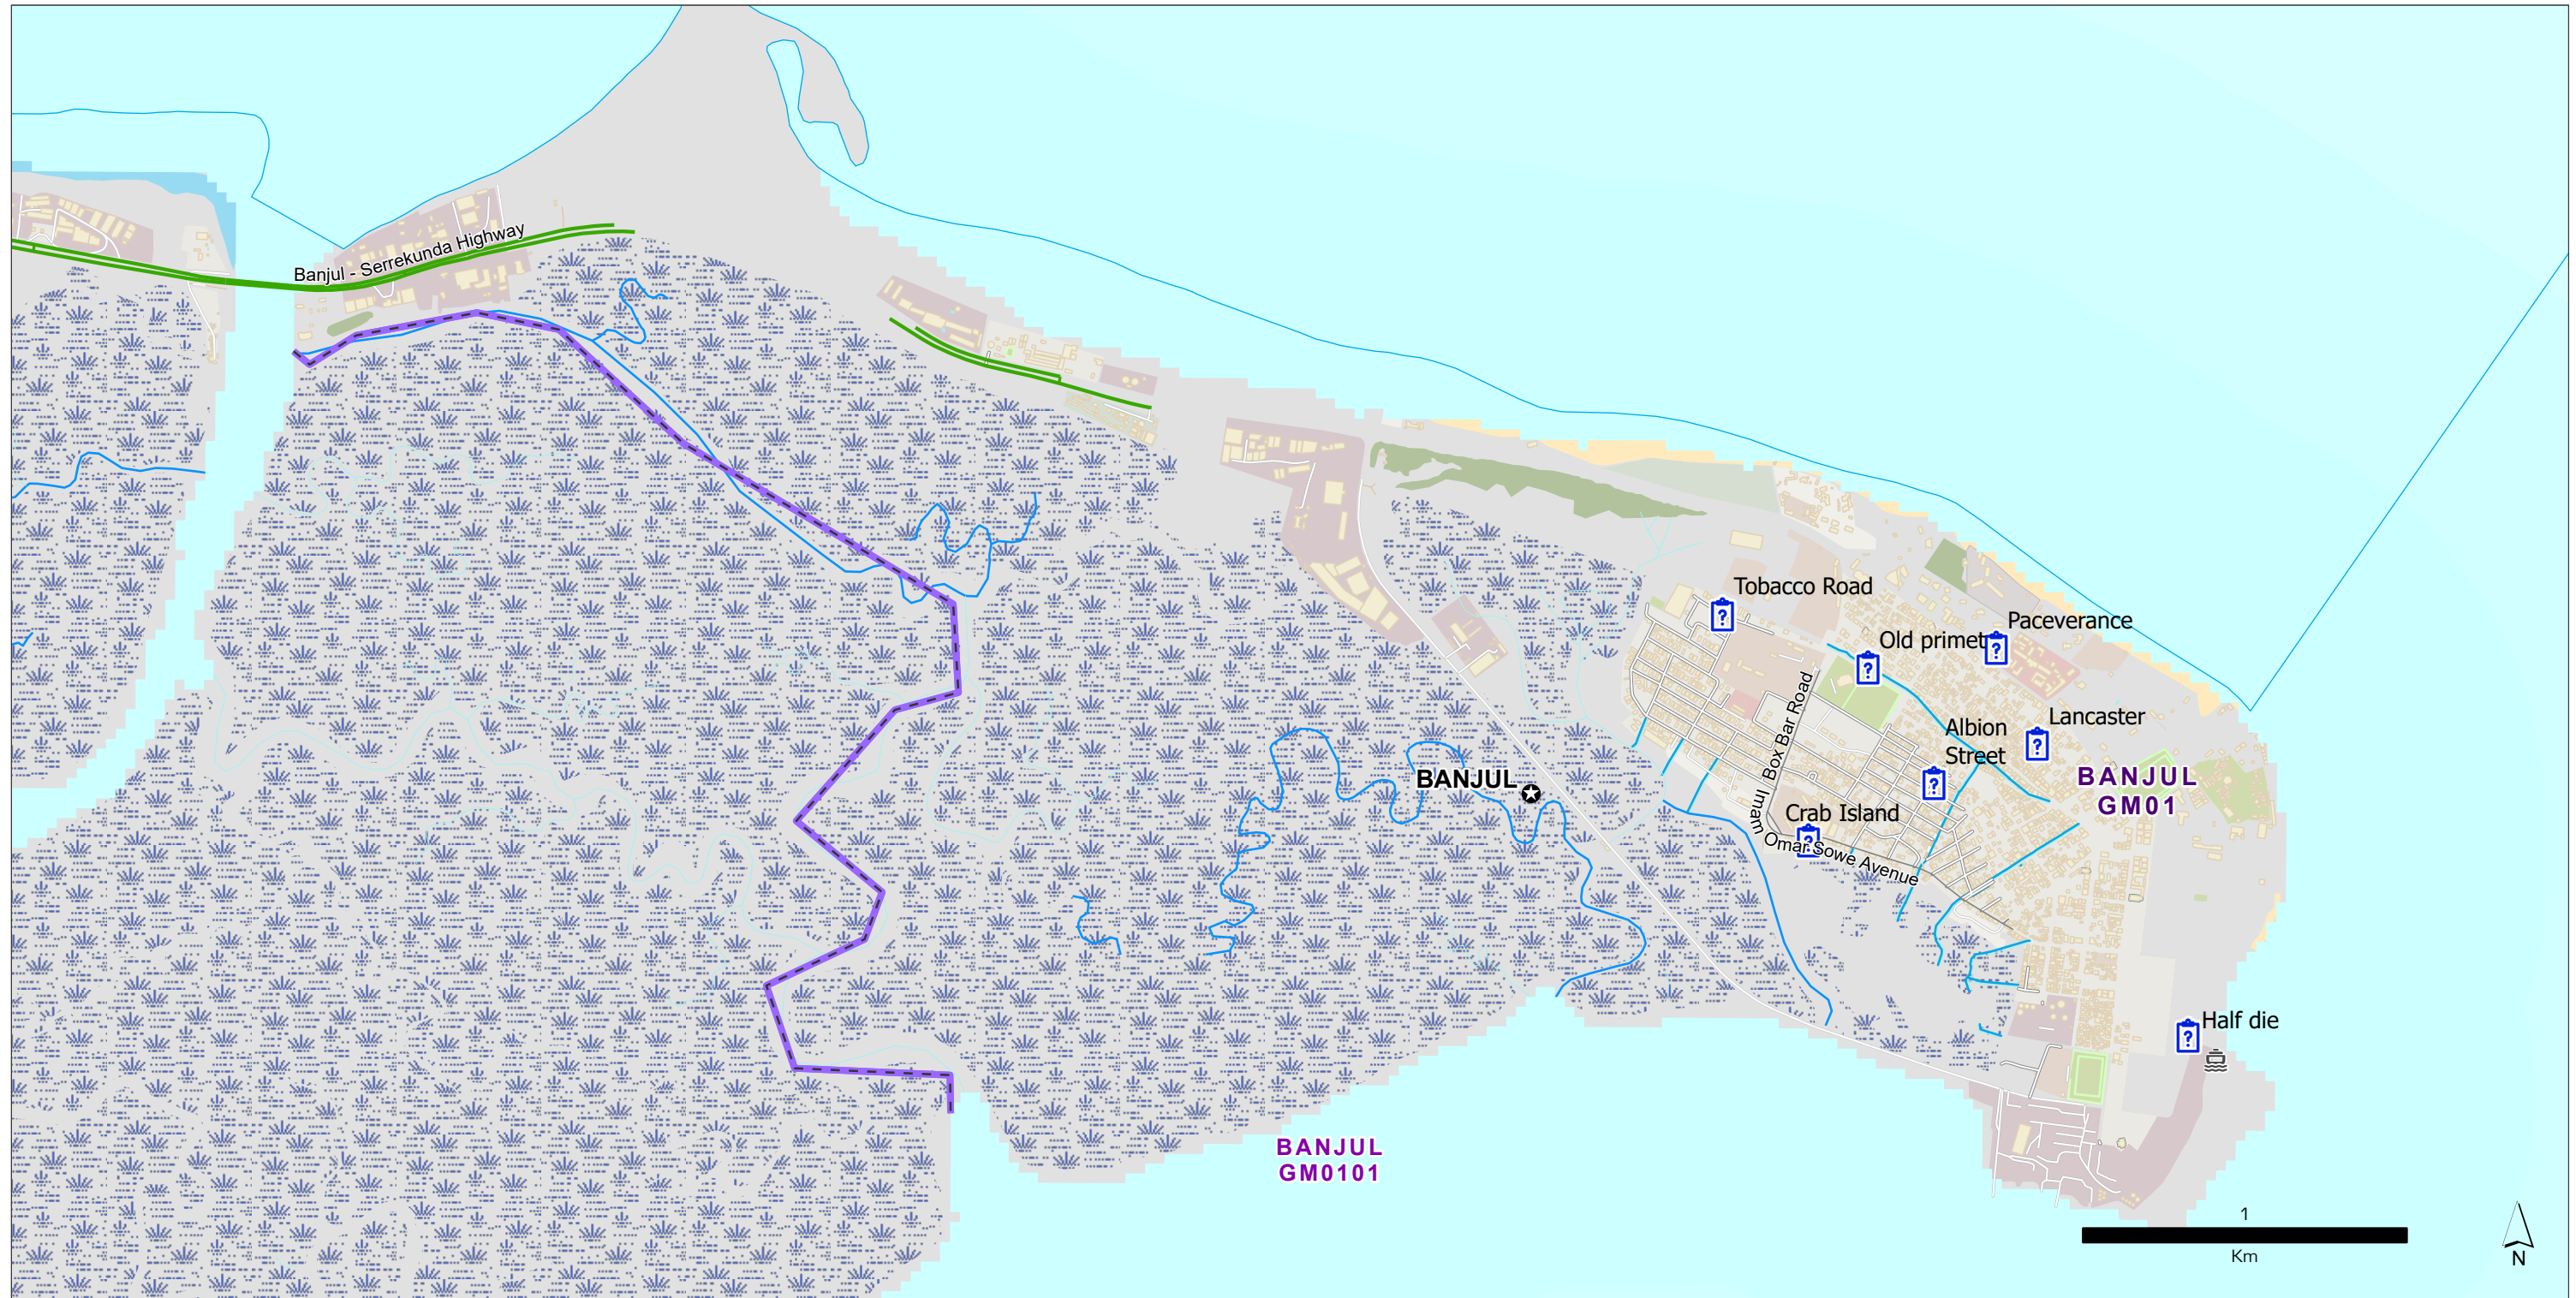 Banjul - Serrekunda Highway
Tobacco Road
Paceverance
Old primet
Imam Omar Sowe Avenue
Box Bar Road
Albion
Street
Lancaster
BANJUL
GM01
BANJUL
Crab Island
Half die
BANJUL
GM0101
1
Km
N